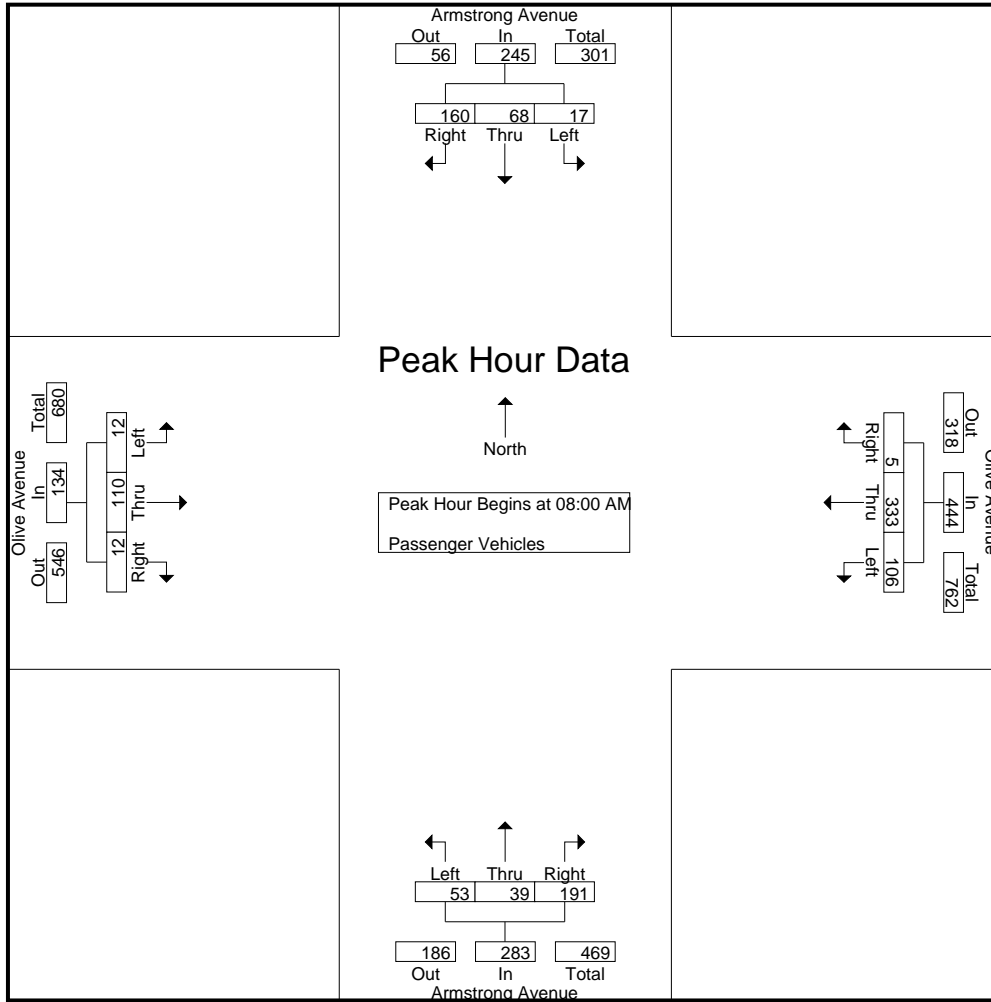 Armstrong Avenue
Out In Total
56 245 301
160 68 17
Right Thru Left
Peak Hour Data
North
Peak Hour Begins at 08:00 AM
Passenger Vehicles
Olive Avenue
Total In Out
680 134 546
12 110 12
Left Thru Right
Right Thru Left
5 333 106
Out In Total
318 444 762
Olive Avenue
Left Thru Right
53 39 191
186 283 469
Out In Total
Armstrong Avenue